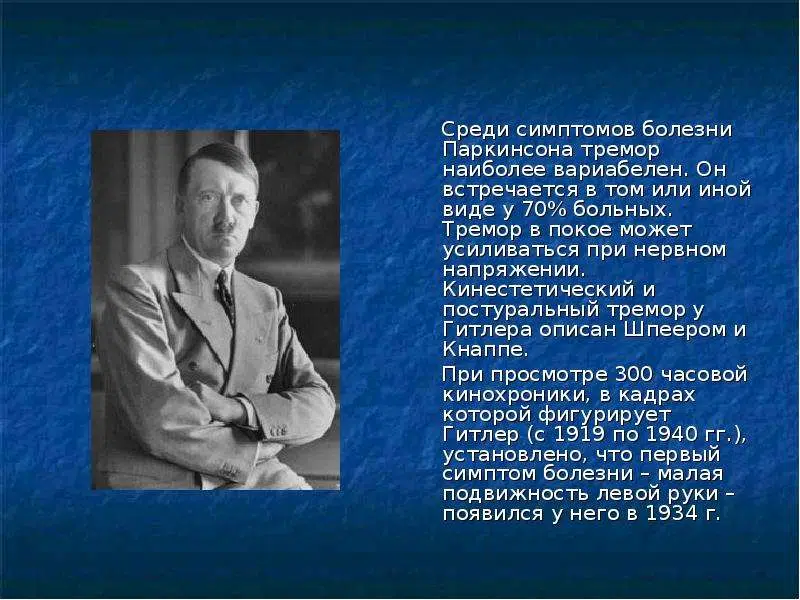 Среди симптомов болезни
Паркинсона тремор
наиболее вариабелен. Он
встречается в том или иной
виде у 70% больных.
Тремор в покое может
усиливаться при нервном
напряжении.
Кинестетический и
постуральный тремор у
Гитлера описан Шпеером и
Кнаппе.
При просмотре 300 часовой
кинохроники, в кадрах
которой фигурирует
Гитлер (с 1919 по 1940 гг.),
установлено, что первый
симптом болезни – малая
подвижность левой руки –
появился у него в 1934 г.